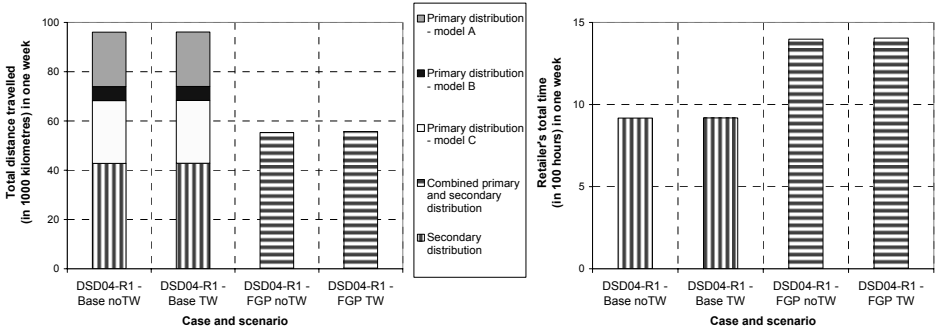 Total distance travelled
(in 1000 kilometres) in one week
100
80
60
40
20
0
DSD04-R1 -
Base noTW
DSD04-R1 -
Base TW
DSD04-R1 -
FGP noTW
DSD04-R1 -
FGP TW
Case and scenario
Primary distribution
- model A
Primary distribution
- model B
Primary distribution
- model C
Combined primary
and secondary
distribution
Secondary
distribution
Retailer's total time
(in 100 hours) in one week
15
10
5
0
DSD04-R1 -
Base noTW
DSD04-R1 -
Base TW
DSD04-R1 -
FGP noTW
DSD04-R1 -
FGP TW
Case and scenario